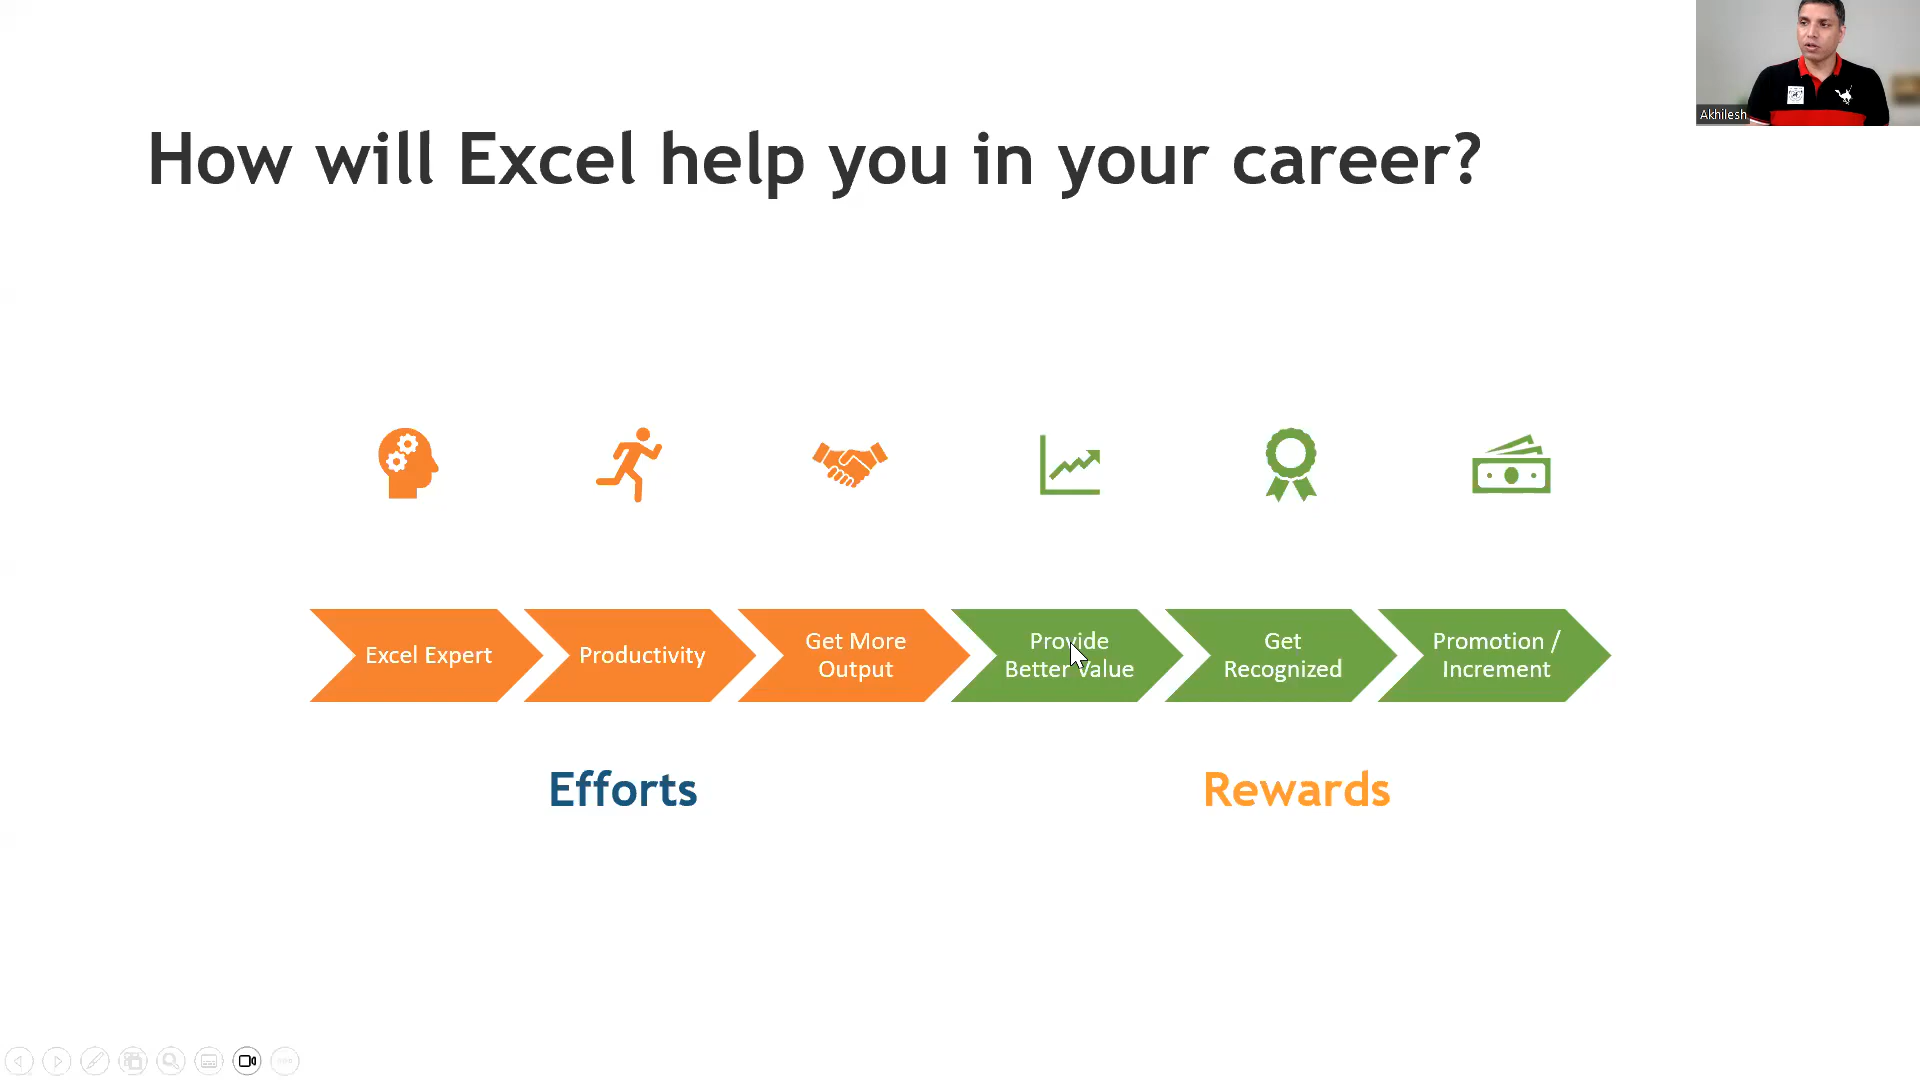 Akhilesh
How will Excel help you in your career?
Excel Expert
Productivity
Get More
Output
Provide
Better Value
Get
Recognized
Promotion /
Increment
Efforts
Rewards